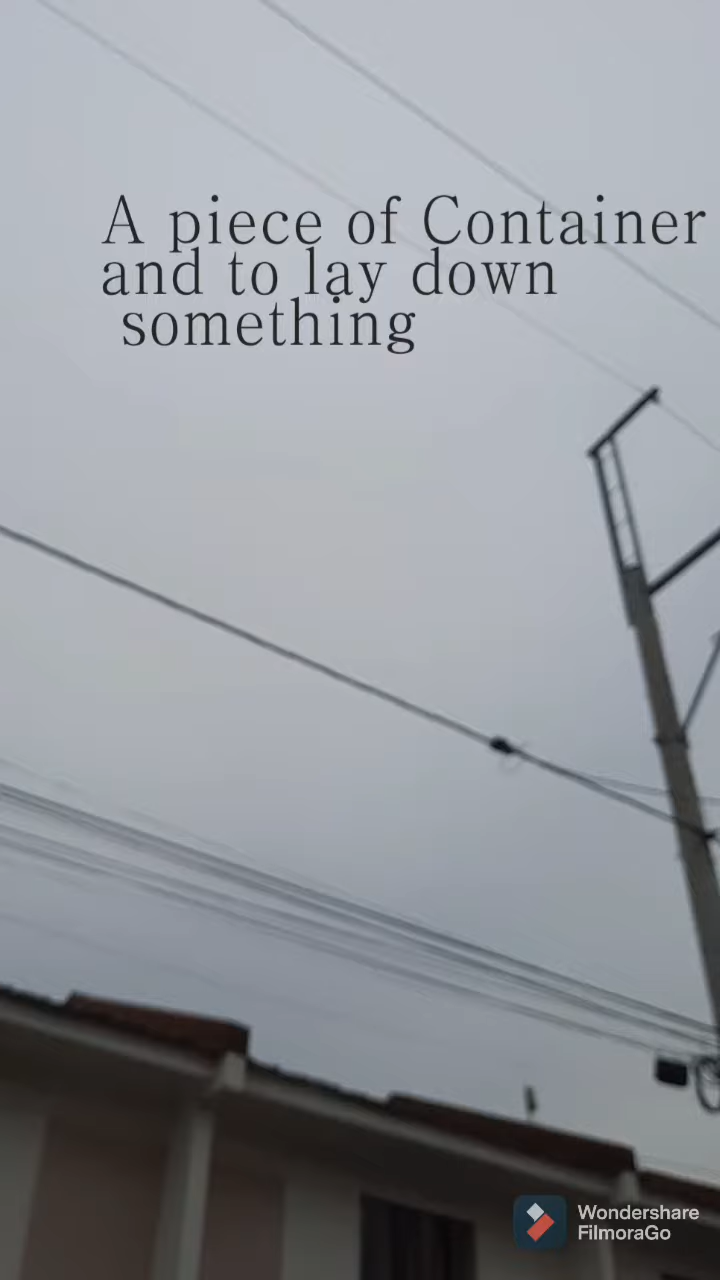 A piece of Container
and to lay down
something
Wondershare
FilmoraGo